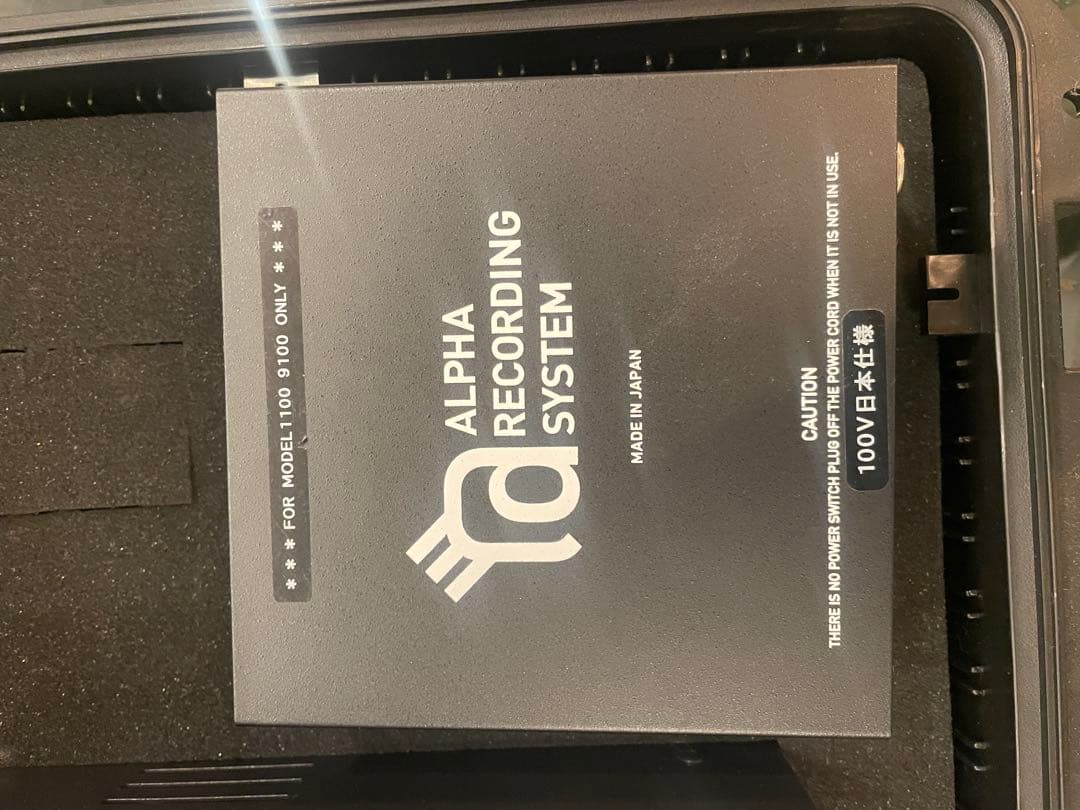 *** FOR MODEL1100 9100 ONLY ***
ALPHA
RECORDING
SYSTEM
MADE IN JAPAN
CAUTION
THERE IS NO POWER SWITCH PLUG OFF THE POWER CORD WHEN IT IS NOT IN USE.
100V日本仕様